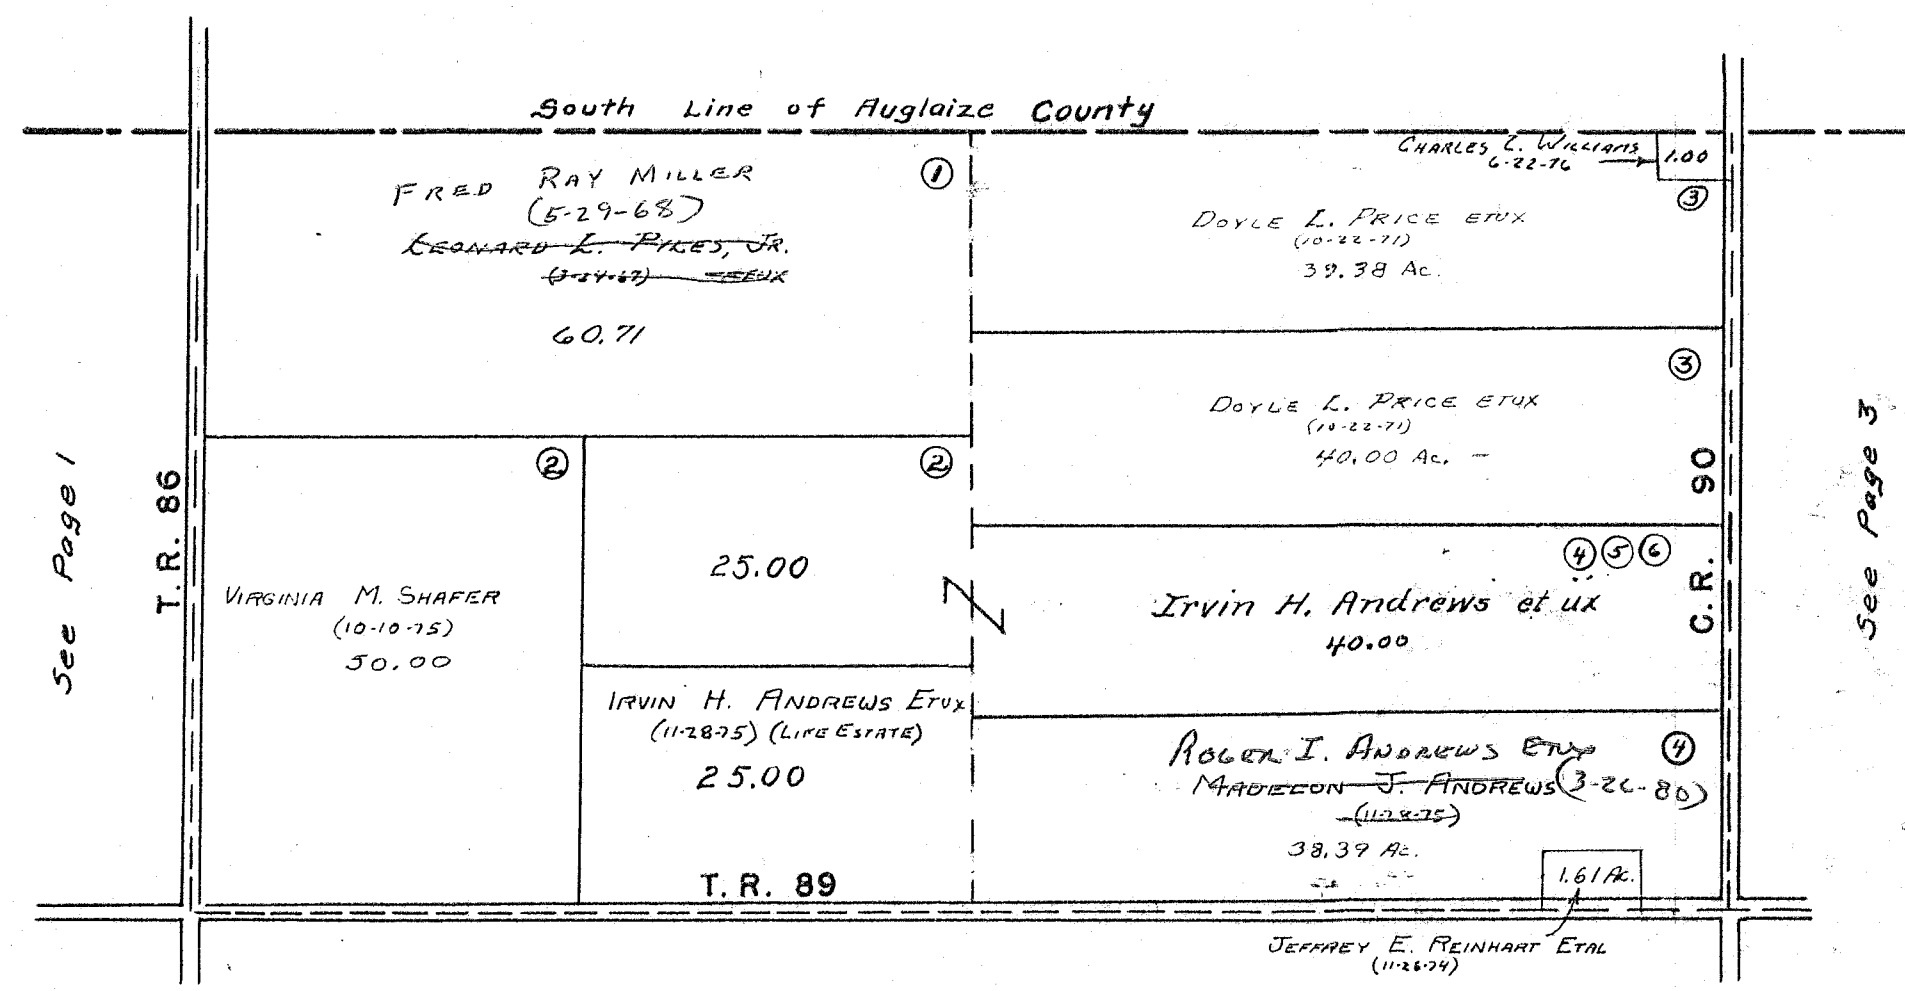 South Line of Auglaize County
FRED RAY MILLER
(5-29-68)
LEONARD L. PYLES, JR.
ETUX
60.71
①
CHARLES L. WILLIAMS
6-22-76
1.00
③
DOYLE L. PRICE ETUX
(10-22-71)
39.38 Ac.
③
DOYLE L. PRICE ETUX
(10-22-71)
40.00 Ac. –
See Page 1
T.R. 86
②
VIRGINIA M. SHAFER
(10-10-75)
50.00
②
25.00
IRVIN H. ANDREWS ETUX
(11-28-75) (LIFE ESTATE)
25.00
T.R. 89
④ ⑤ ⑥
Irvin H. Andrews et ux
40.00
C.R. 90
See Page 3
ROGER I. ANDREWS ETUX
④
J. ANDREWS (3-26-80)
(11-28-75)
38.39 Ac.
1.61 Ac.
JEFFREY E. REINHART ETAL
(11-26-74)